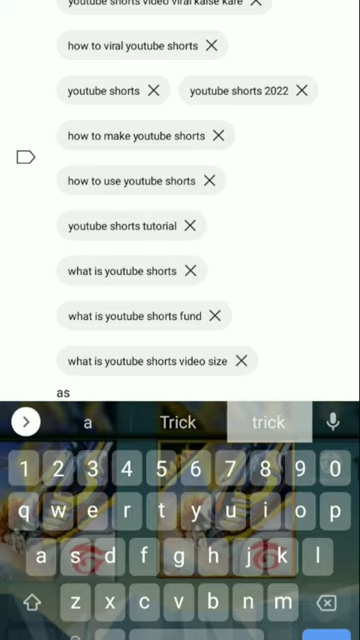 youtube shorts video viral kaise kare
how to viral youtube shorts
youtube shorts youtube shorts 2022
how to make youtube shorts
how to use youtube shorts
youtube shorts tutorial
what is youtube shorts
what is youtube shorts fund
what is youtube shorts video size
as
a Trick trick
1 2 3 4 5 6 7 8 9 0
q w e r t y u i o p
a s d f g h j k l
z x c v b n m